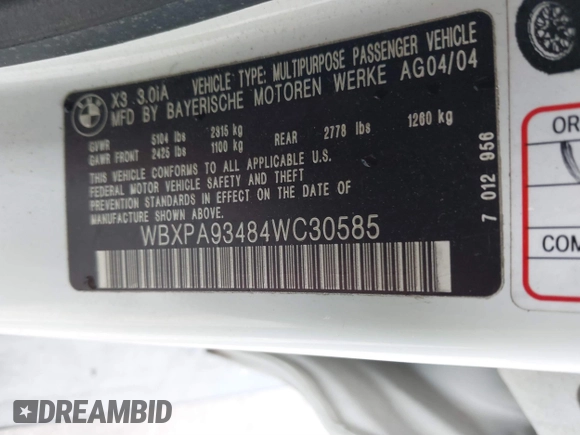 BMW
X3 3.0iA VEHICLE TYPE: MULTIPURPOSE PASSENGER VEHICLE
MFD BY BAYERISCHE MOTOREN WERKE AG04/04
GVWR 5104 lbs 2315 kg
GAWR FRONT 2425 lbs 1100 kg REAR 2778 lbs 1260 kg
THIS VEHICLE CONFORMS TO ALL APPLICABLE U.S.
FEDERAL MOTOR VEHICLE SAFETY AND THEFT
PREVENTION STANDARDS IN EFFECT ON THE DATE OF
MANUFACTURE SHOWN ABOVE.
WBXPA93484WC30585
7 012 956
OR
COM
DREAMBID